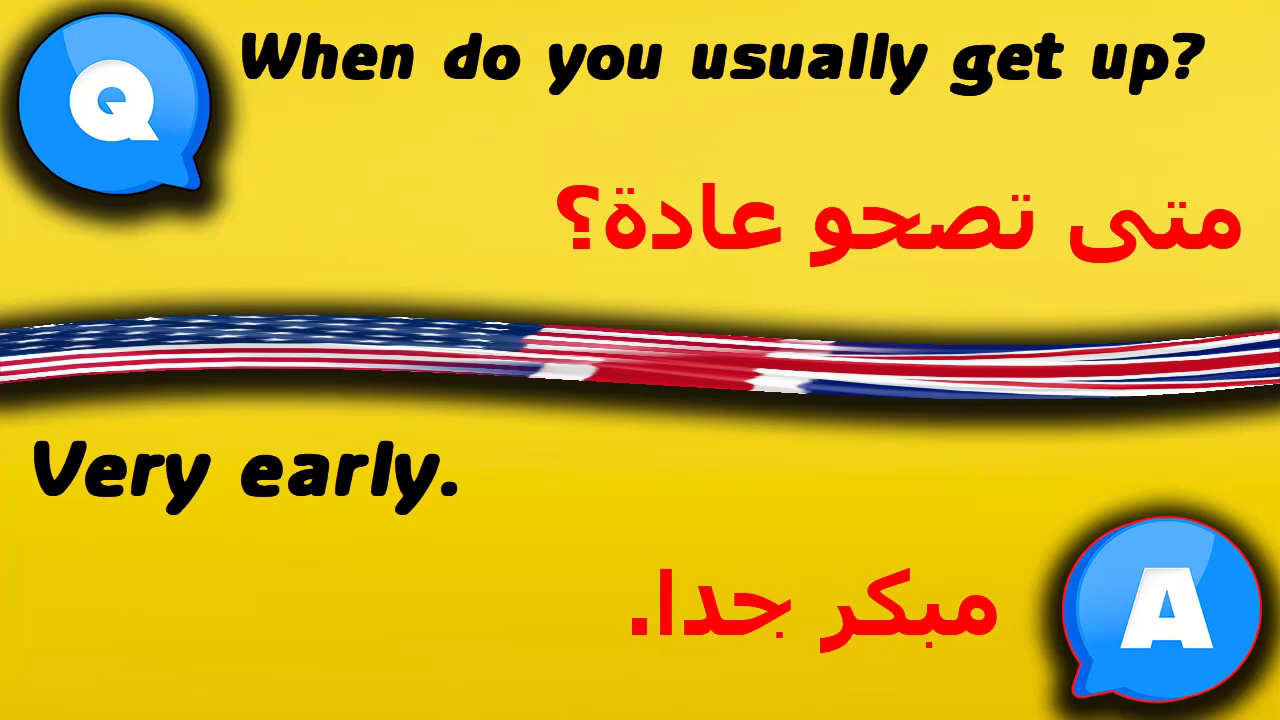 Q
When do you usually get up?
متى تصحو عادة؟
Very early.
مبكر جدا.
A